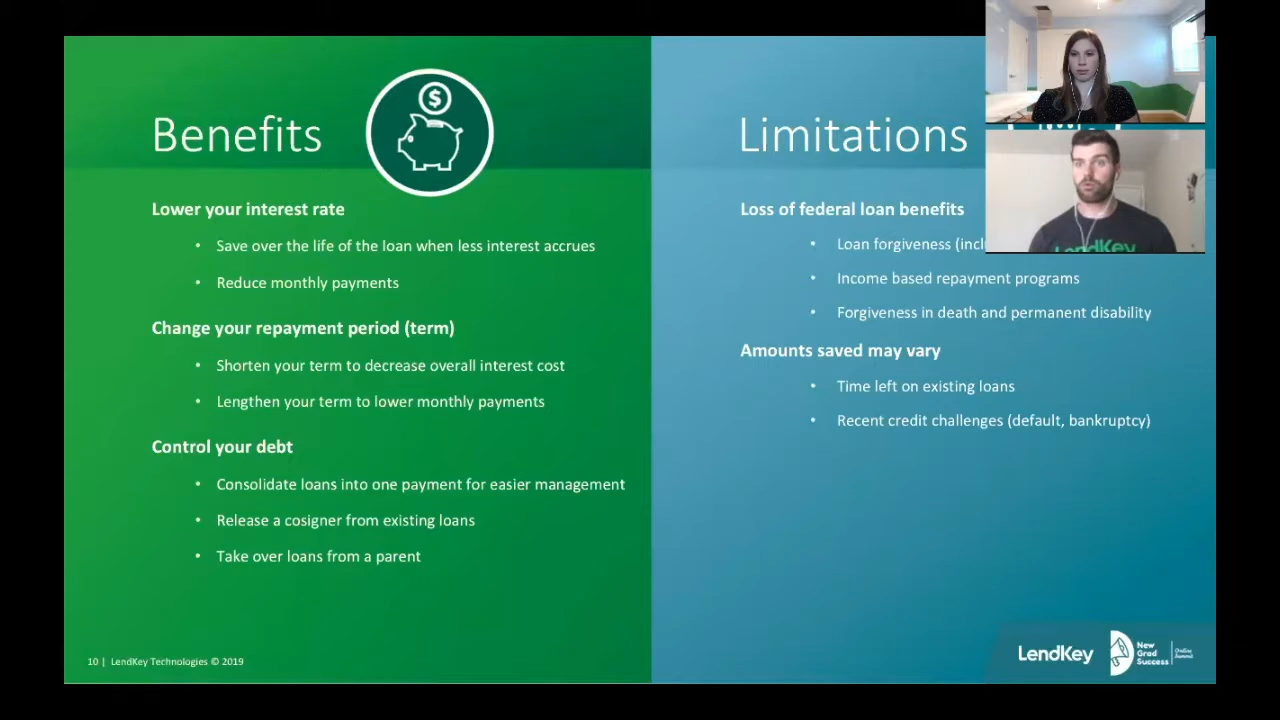 Benefits
$
Lower your interest rate
• Save over the life of the loan when less interest accrues
• Reduce monthly payments
Change your repayment period (term)
• Shorten your term to decrease overall interest cost
• Lengthen your term to lower monthly payments
Control your debt
• Consolidate loans into one payment for easier management
• Release a cosigner from existing loans
• Take over loans from a parent
10 | LendKey Technologies © 2019
Limitations
Loss of federal loan benefits
• Loan forgiveness (incl
• Income based repayment programs
• Forgiveness in death and permanent disability
Amounts saved may vary
• Time left on existing loans
• Recent credit challenges (default, bankruptcy)
LendKey
LendKey
New
Grad
Success
Online
Summit